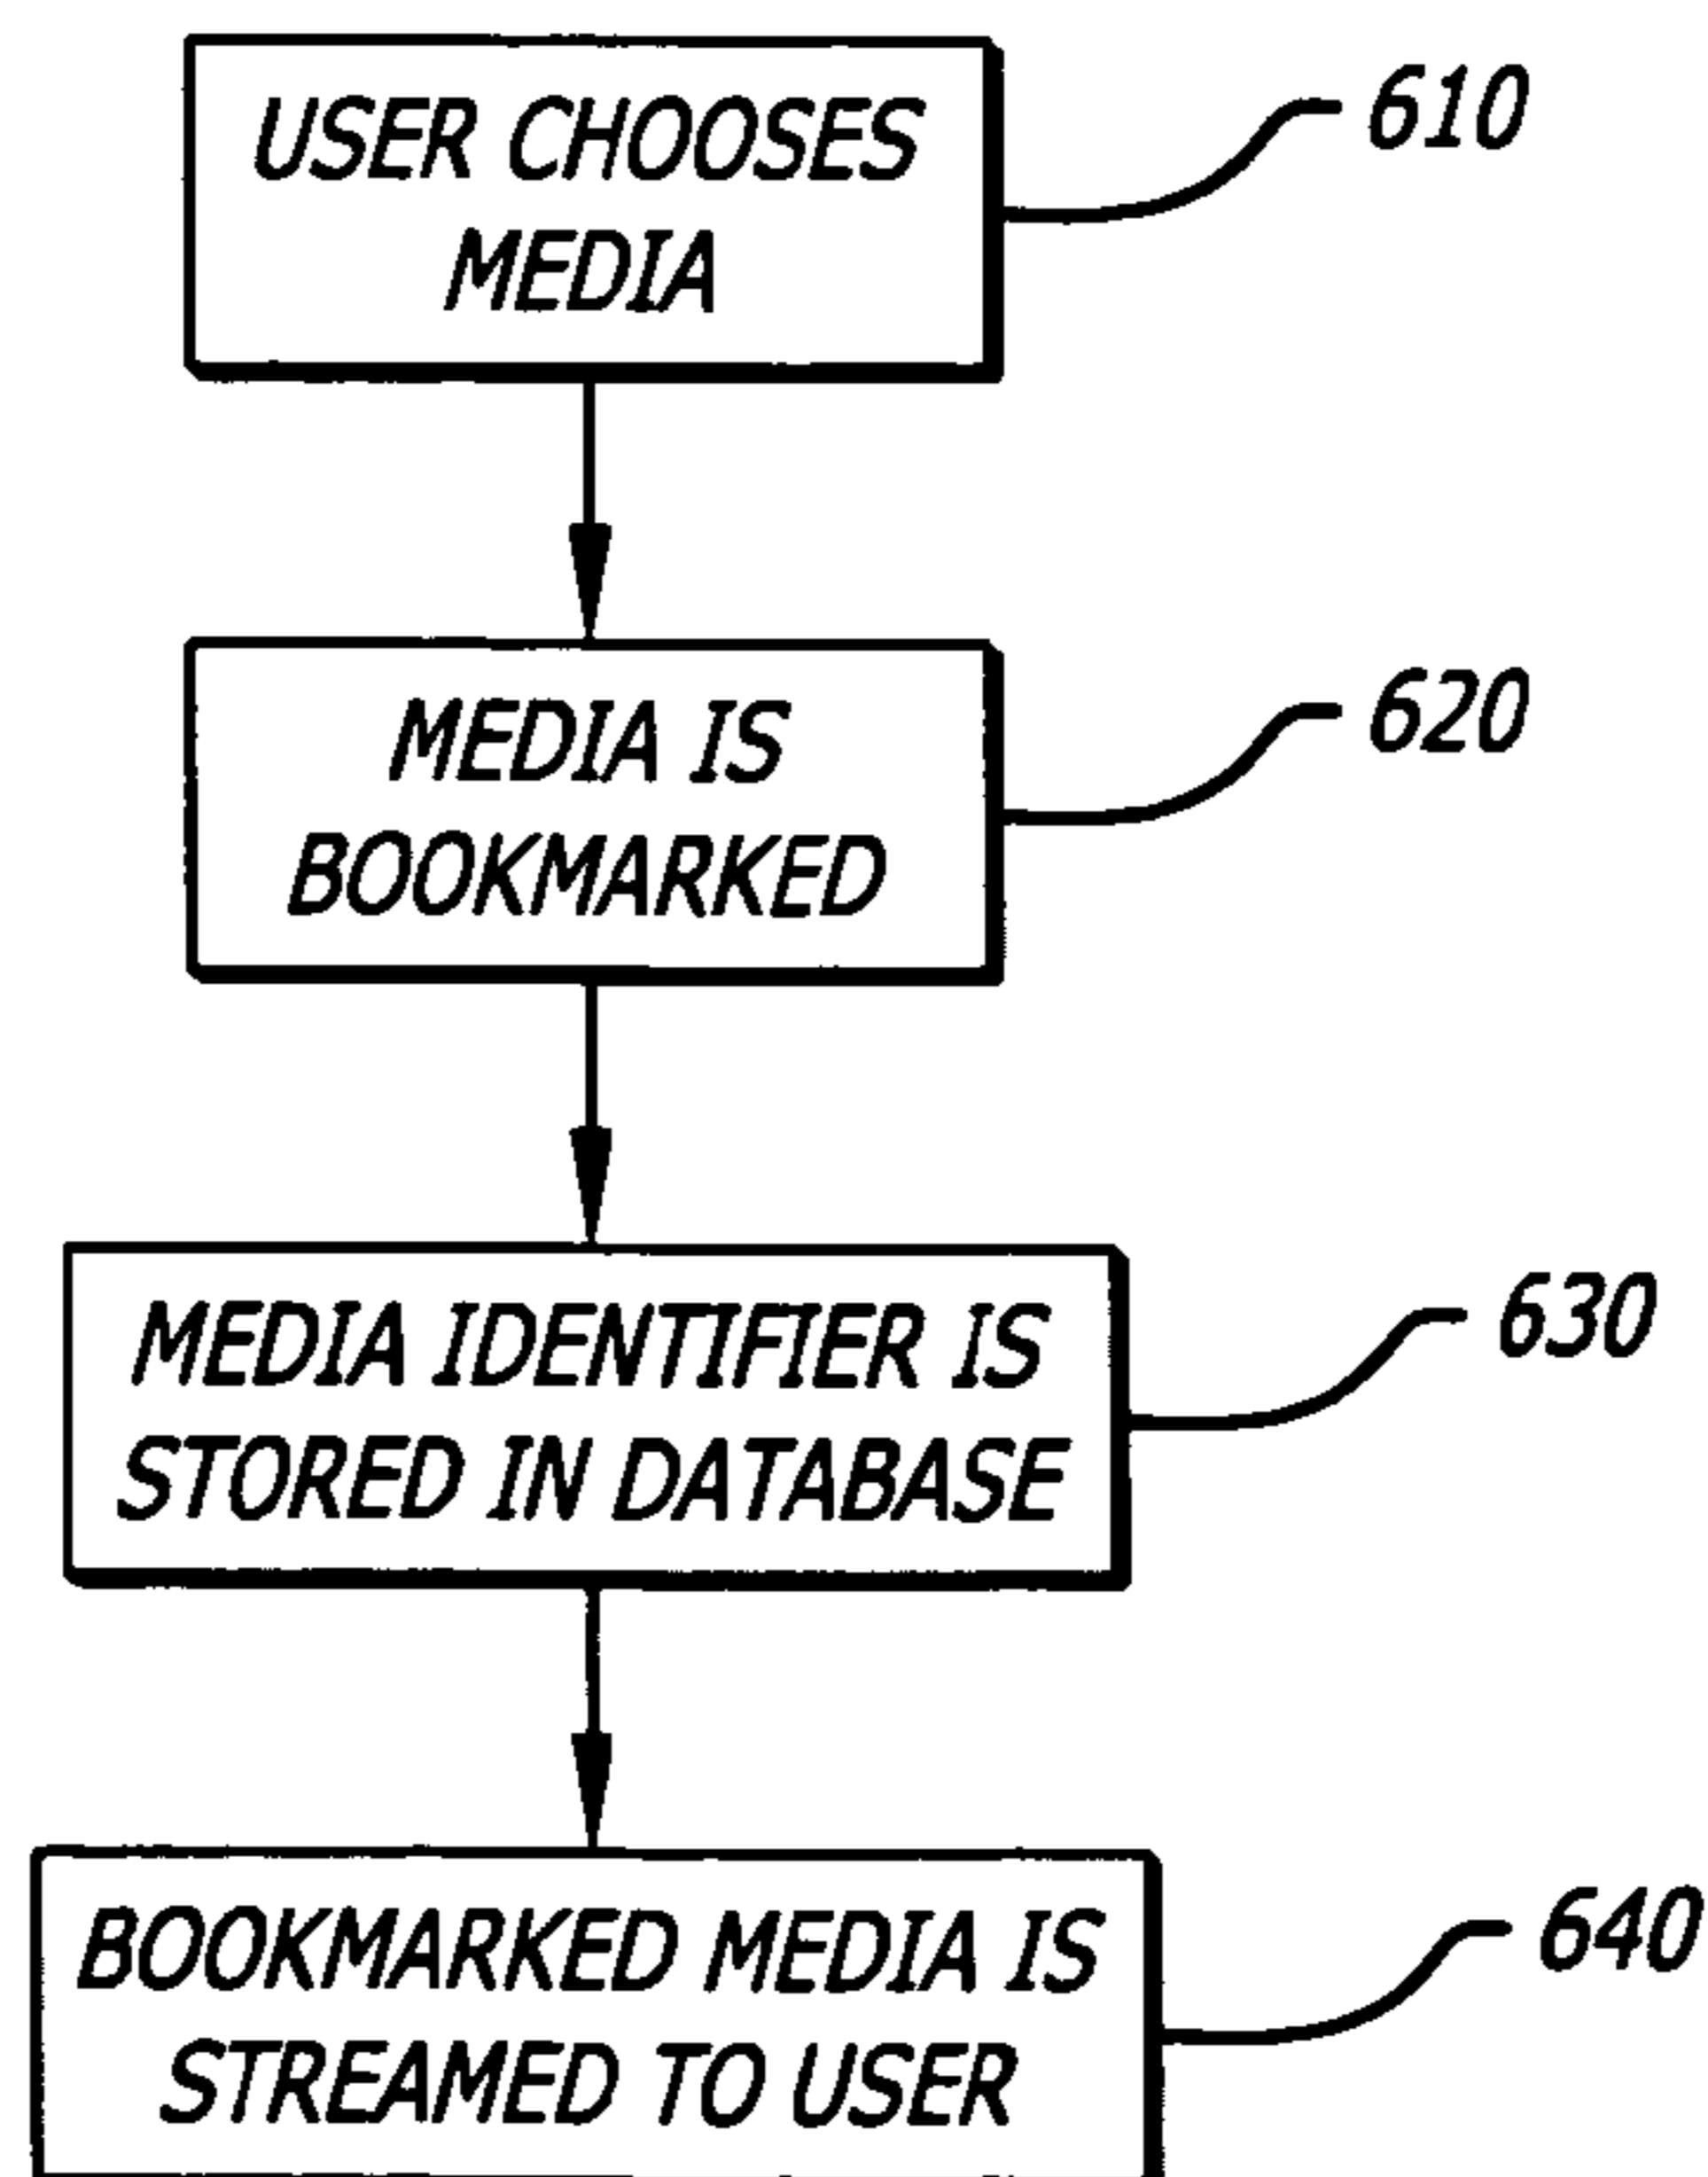 USER CHOOSES
MEDIA
610
MEDIA IS
BOOKMARKED
620
MEDIA IDENTIFIER IS
STORED IN DATABASE
630
BOOKMARKED MEDIA IS
STREAMED TO USER
640